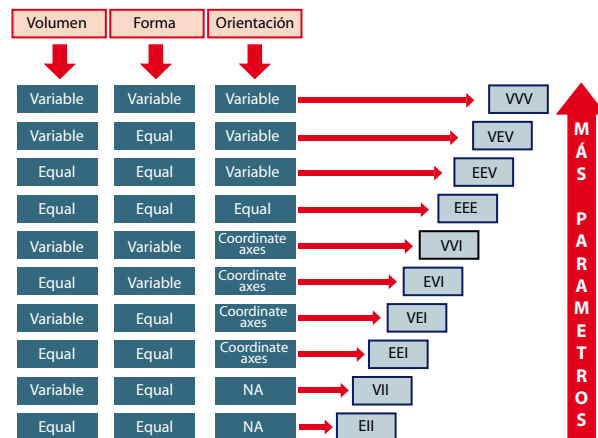 Volumen Forma Orientación
Variable Variable Variable VVV
Variable Equal Variable VEV
Equal Equal Variable EEV
Equal Equal Equal EEE
Variable Variable Coordinate axes VVI
Equal Variable Coordinate axes EVI
Variable Equal Coordinate axes VEI
Equal Equal Coordinate axes EEI
Variable Equal NA VII
Equal Equal NA EII
MÁS PARAMETROS